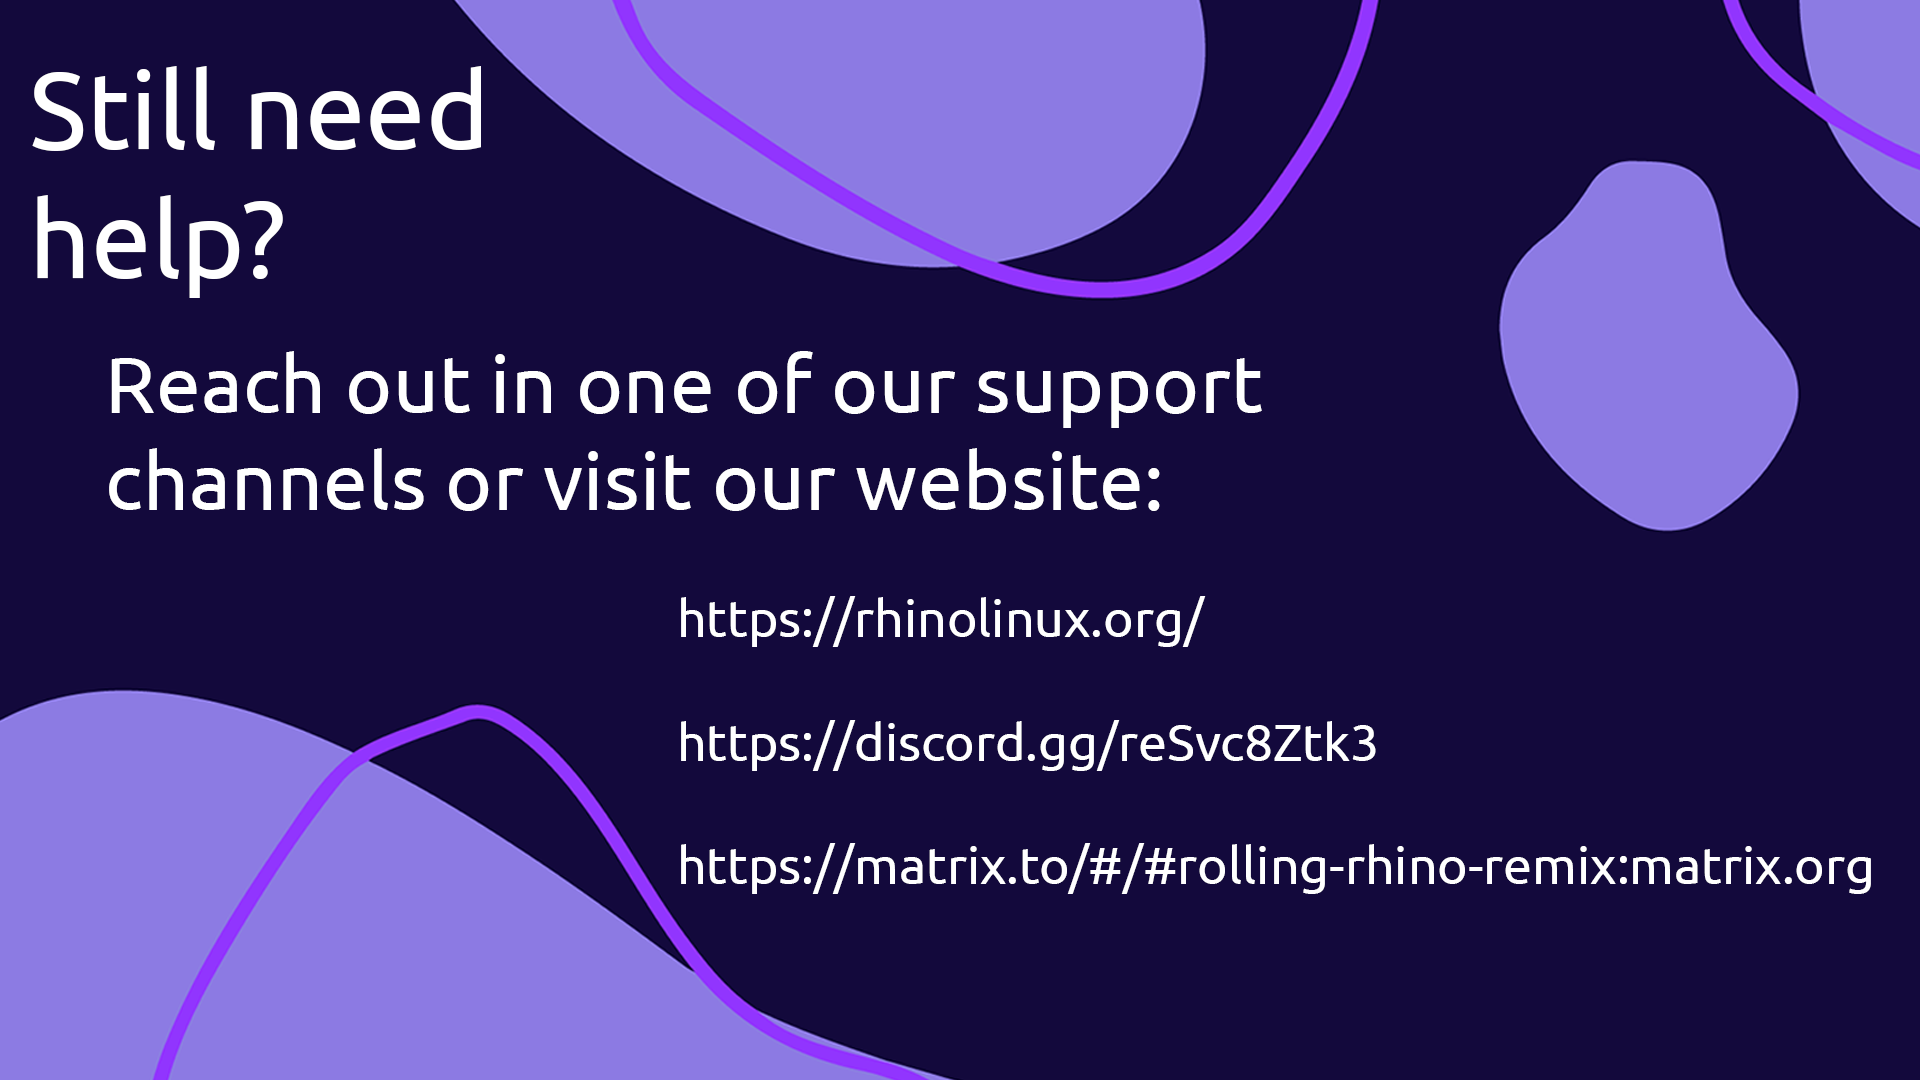 Still need
help?
Reach out in one of our support
channels or visit our website:
https://rhinolinux.org/
https://discord.gg/reSvc8Ztk3
https://matrix.to/#/#rolling-rhino-remix:matrix.org